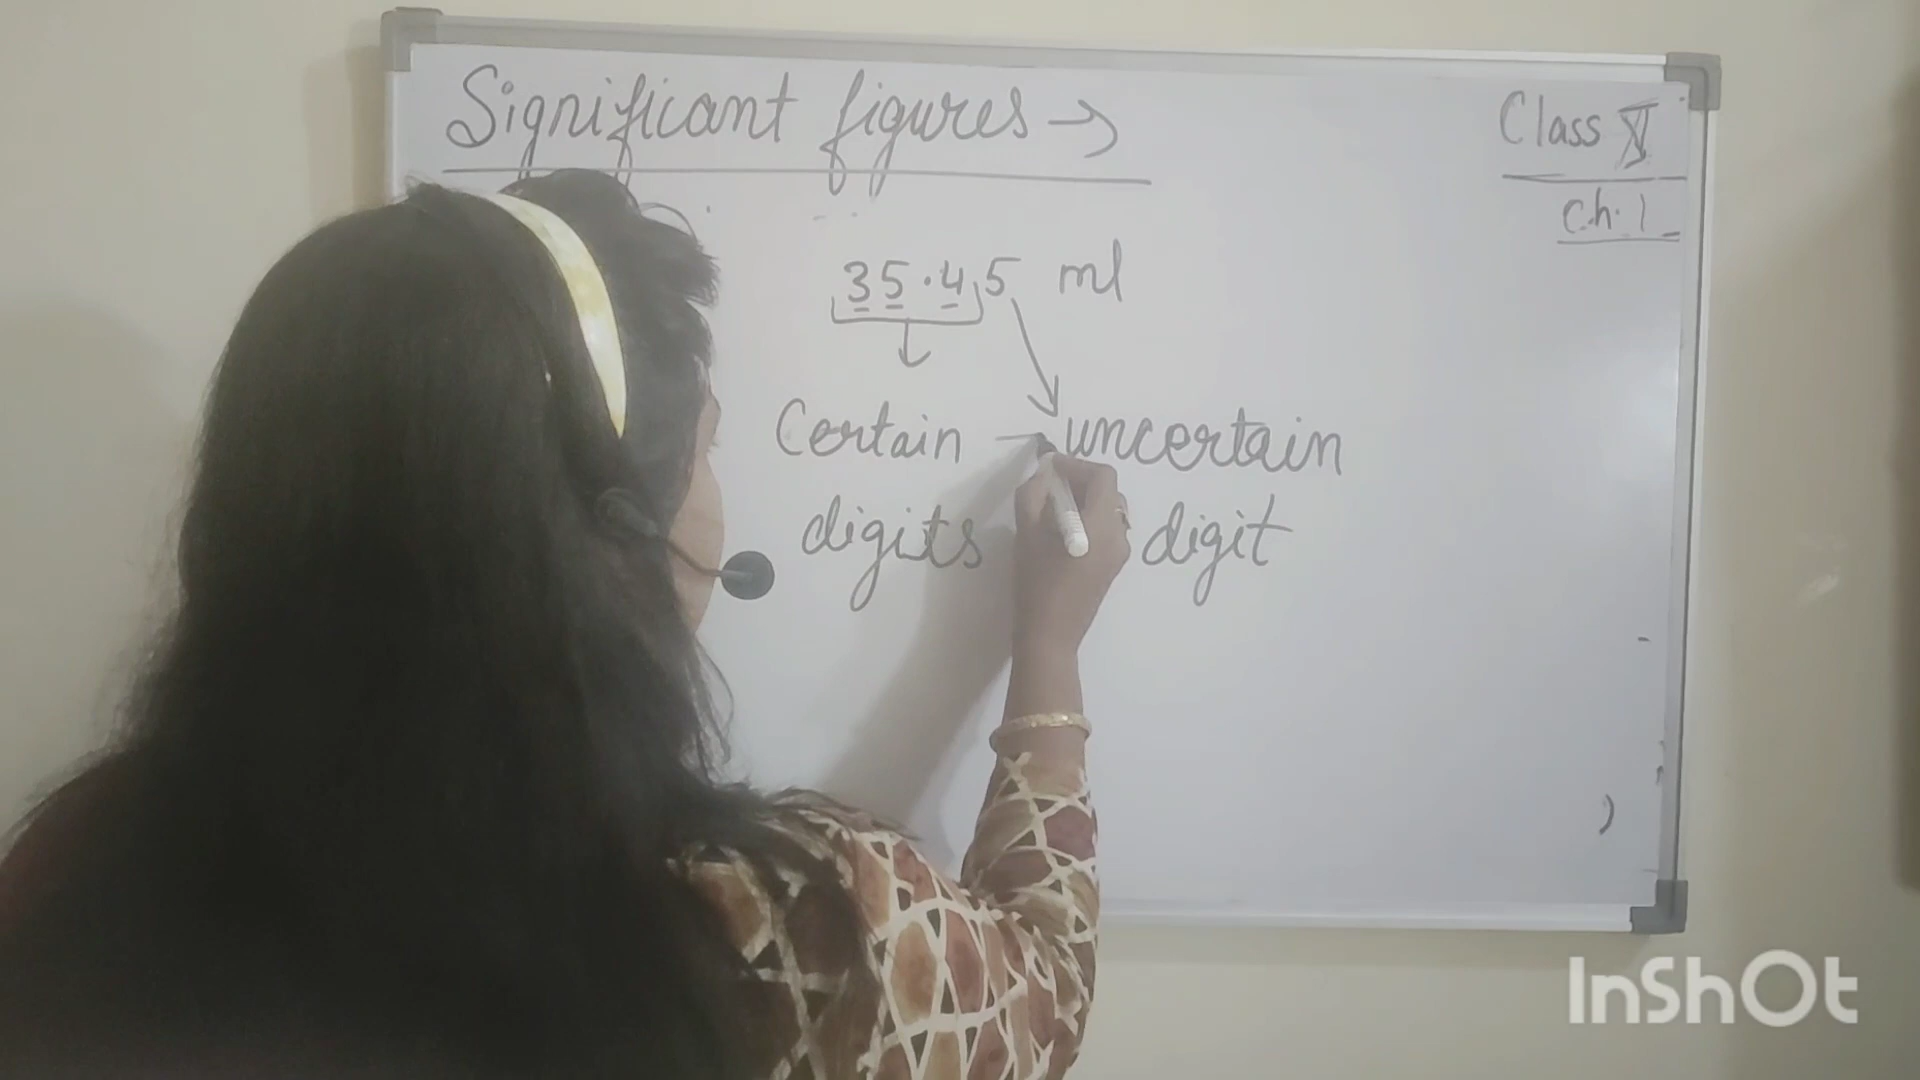 Significant figures →
Class XI
Ch. 1
35.45 ml
Certain uncertain
digits digit
InShOt